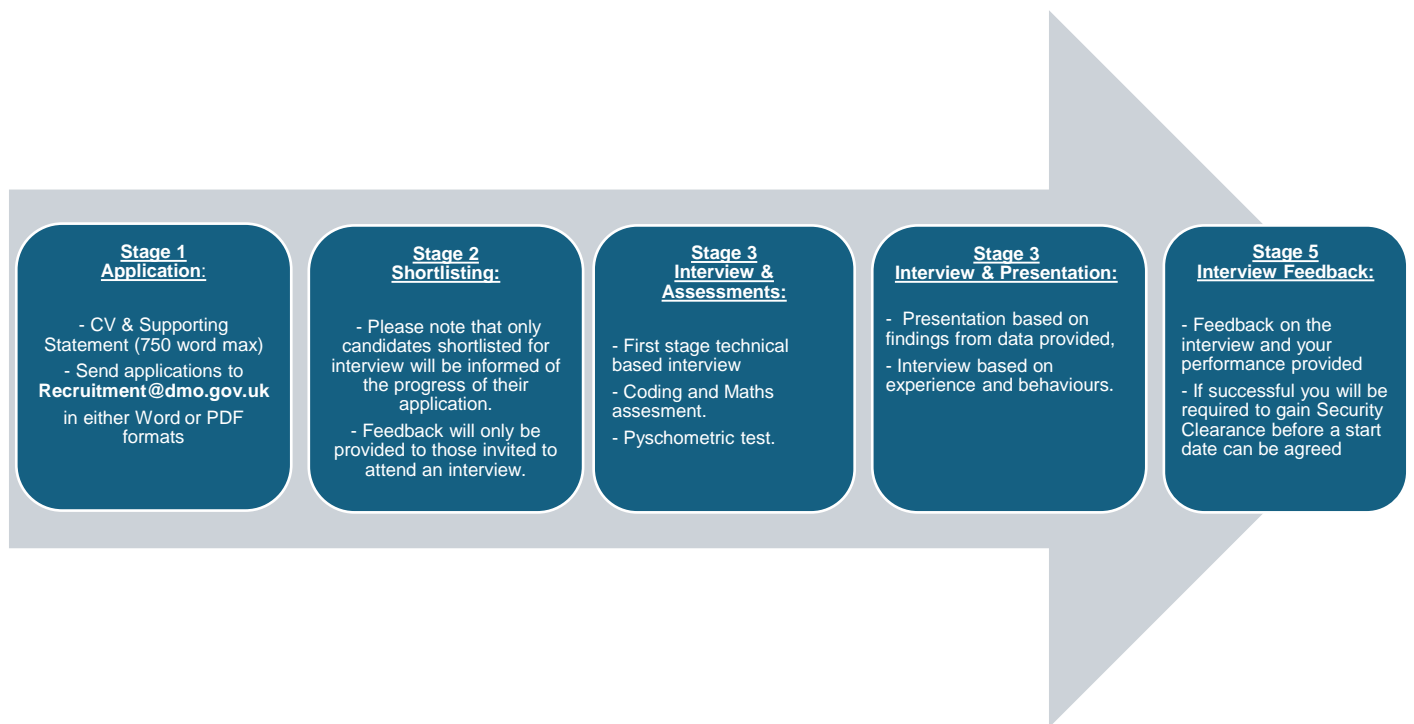 Stage 1
Application:
- CV & Supporting
Statement (750 word max)
- Send applications to
Recruitment@dmo.gov.uk
in either Word or PDF
formats
Stage 2
Shortlisting:
- Please note that only
candidates shortlisted for
interview will be informed of
the progress of their
application.
- Feedback will only be
provided to those invited to
attend an interview.
Stage 3
Interview &
Assessments:
- First stage technical
based interview
- Coding and Maths
assesment.
- Pyschometric test.
Stage 3
Interview & Presentation:
- Presentation based on
findings from data provided,
- Interview based on
experience and behaviours.
Stage 5
Interview Feedback:
- Feedback on the
interview and your
performance provided
- If successful you will be
required to gain Security
Clearance before a start
date can be agreed